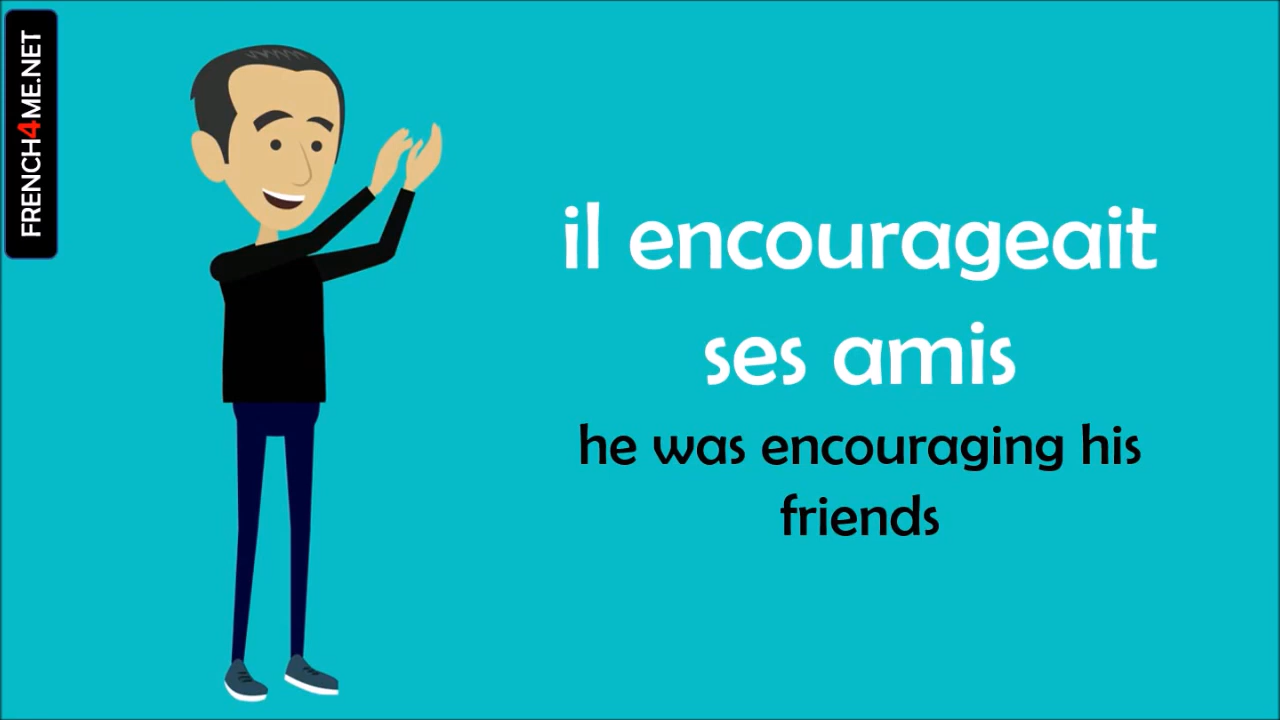 FRENCH4ME.NET
il encourageait
ses amis
he was encouraging his
friends